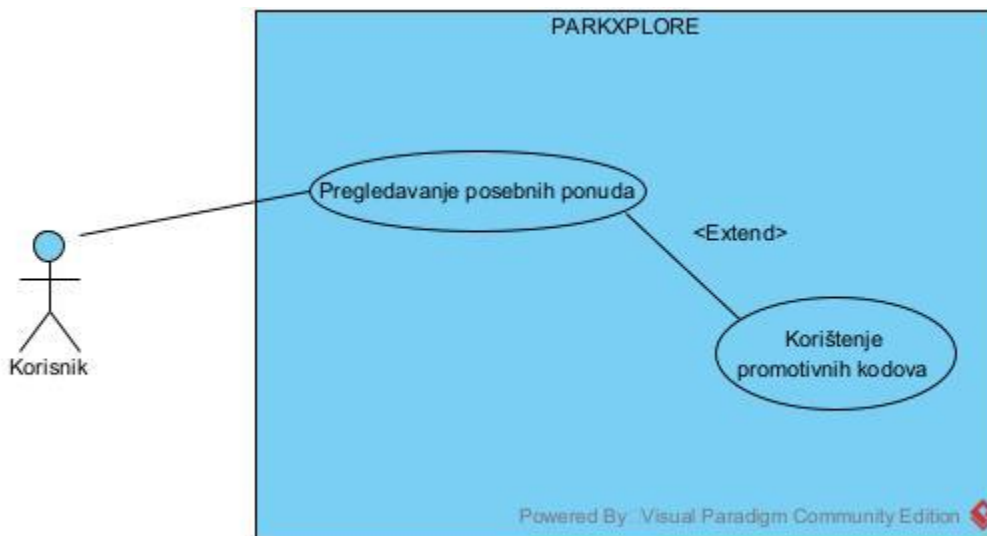 PARKXPLORE
Pregledavanje posebnih ponuda
<Extend>
Korisnik
Korištenje
promotivnih kodova
Powered By Visual Paradigm Community Edition